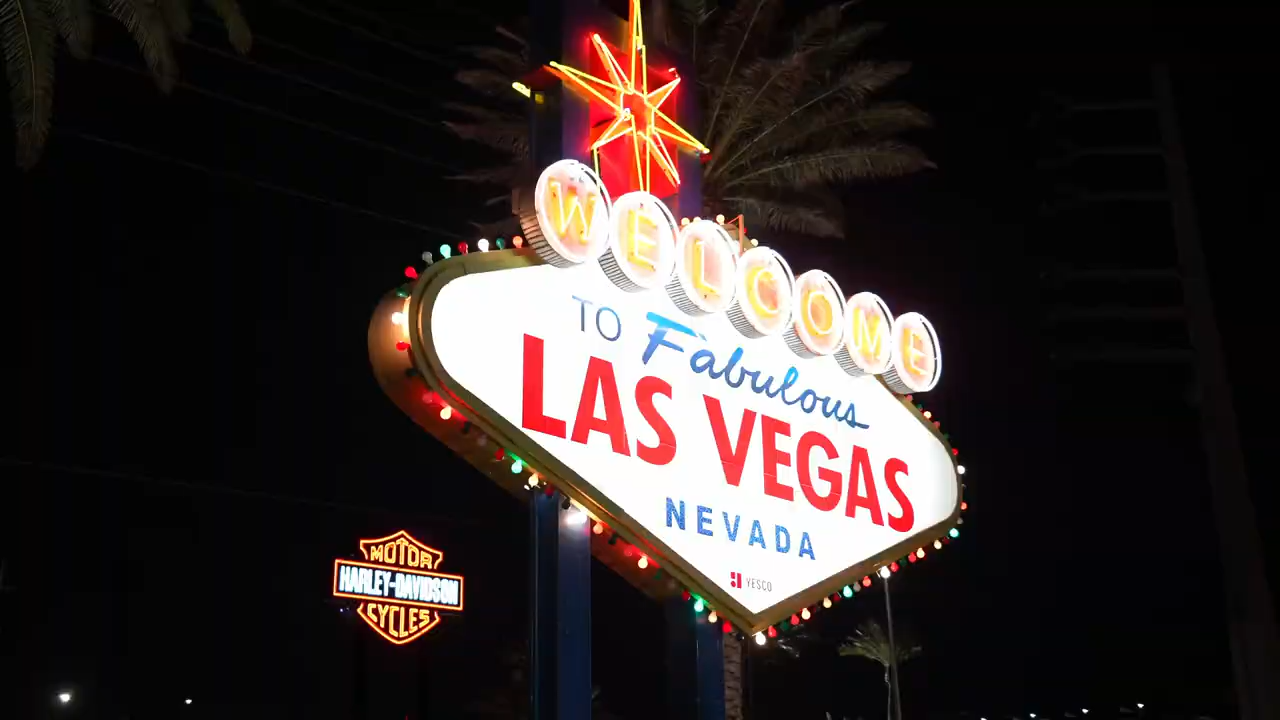 WELCOME
TO Fabulous
LAS VEGAS
NEVADA
YESCO
MOTOR
HARLEY-DAVIDSON
CYCLES